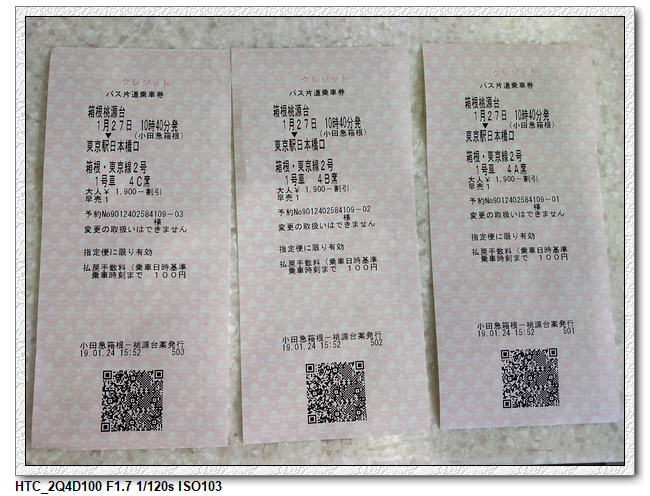 クレジット
バス片道乗車券
箱根桃源台
1月27日 10時40分発
▼ (小田急箱根)
東京駅日本橋口
箱根・東京線2号
1号車 4C席
大人¥ 1,900-割引
早売1
予約No9012402584109-03
様
変更の取扱いはできません
指定便に限り有効
払戻手数料（乗車日時基準
乗車時刻まで 100円
小田急箱根－桃源台案発行
19.01.24 15:52 503
クレジット
バス片道乗車券
箱根桃源台
1月27日 10時40分発
▼ (小田急箱根)
東京駅日本橋口
箱根・東京線2号
1号車 4B席
大人¥ 1,900-割引
早売1
予約No9012402584109-02
様
変更の取扱いはできません
指定便に限り有効
払戻手数料（乗車日時基準
乗車時刻まで 100円
小田急箱根－桃源台案発行
19.01.24 15:52 502
クレジット
バス片道乗車券
箱根桃源台
1月27日 10時40分発
▼ (小田急箱根)
東京駅日本橋口
箱根・東京線2号
1号車 4A席
大人¥ 1,900-割引
早売1
予約No9012402584109-01
様
変更の取扱いはできません
指定便に限り有効
払戻手数料（乗車日時基準
乗車時刻まで 100円
小田急箱根－桃源台案発行
19.01.24 15:52 501
HTC_2Q4D100 F1.7 1/120s ISO103